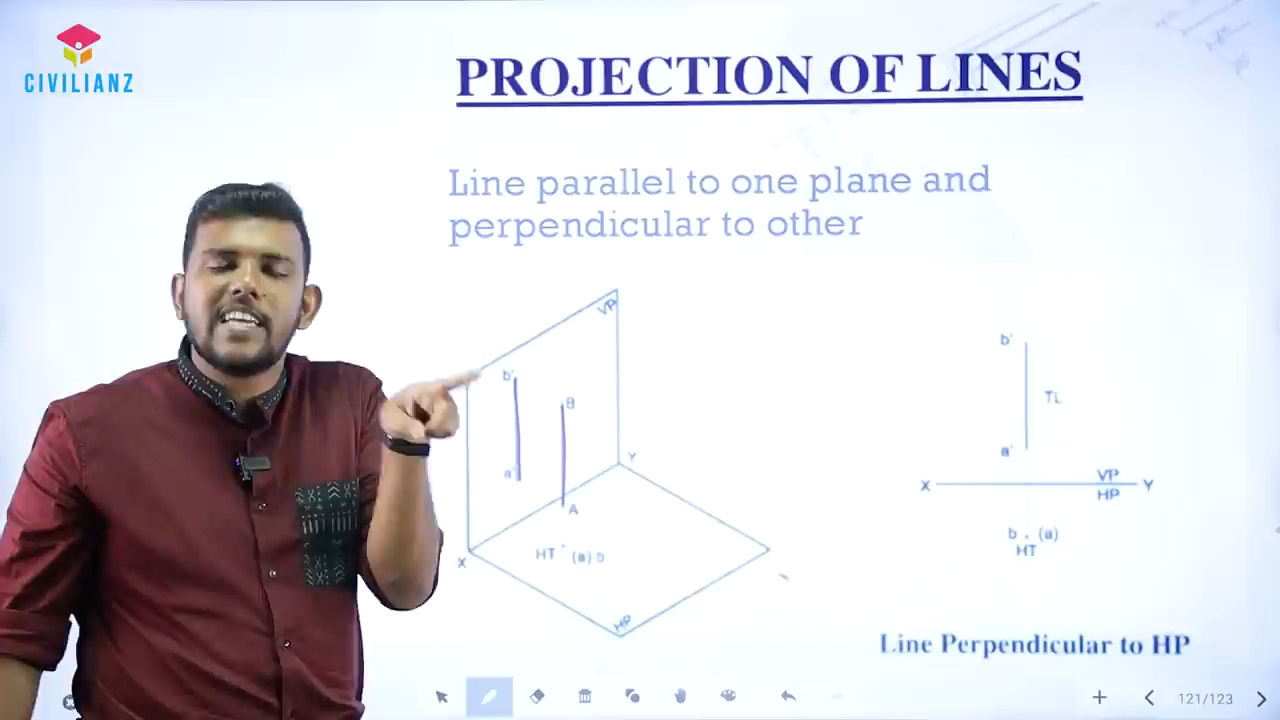 CIVILIANZ
PROJECTION OF LINES
Line parallel to one plane and
perpendicular to other
VP
b'
B
a'
Y
A
X
HT (a) b
HP
b'
TL
a'
X
VP
HP
Y
b . (a)
HT
Line Perpendicular to HP
121/123